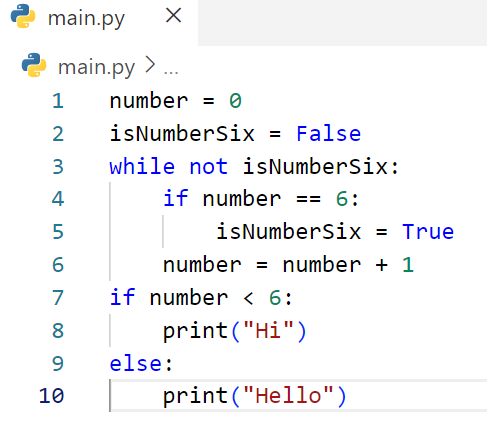 main.py ×
main.py > ...
1 number = 0
2 isNumberSix = False
3 while not isNumberSix:
4     if number == 6:
5         isNumberSix = True
6     number = number + 1
7 if number < 6:
8     print("Hi")
9 else:
10     print("Hello")